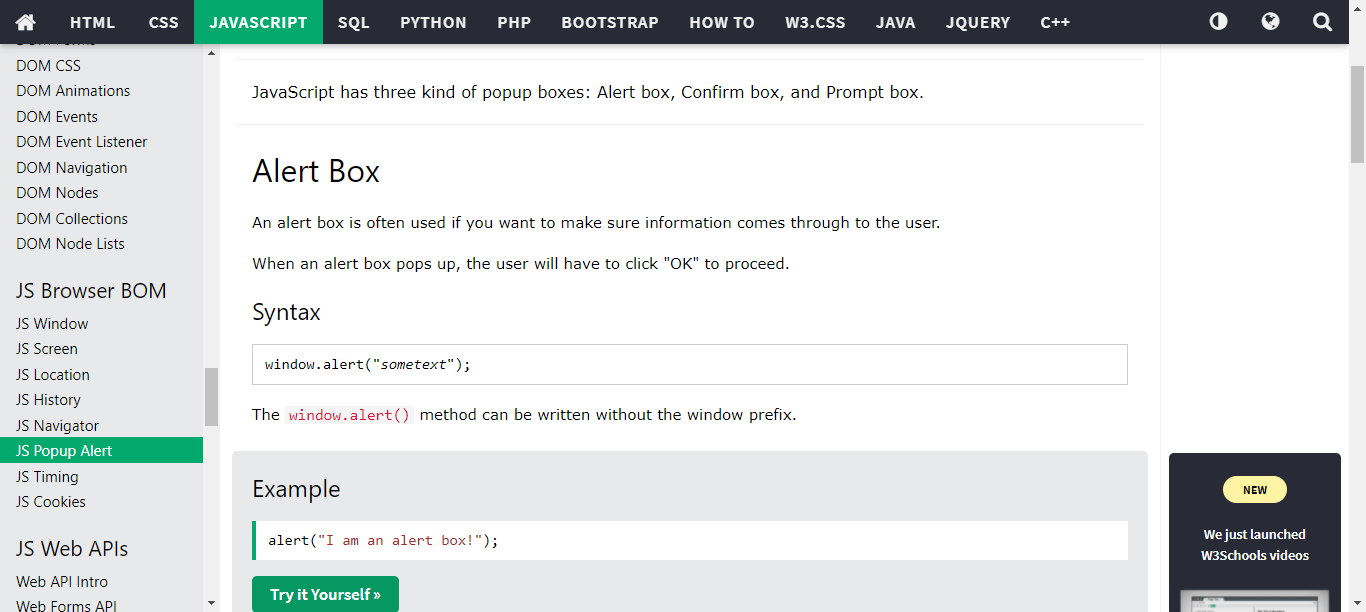 HTML CSS JAVASCRIPT SQL PYTHON PHP BOOTSTRAP HOW TO W3.CSS JAVA JQUERY C++
DOM Forms
DOM CSS
DOM Animations
DOM Events
DOM Event Listener
DOM Navigation
DOM Nodes
DOM Collections
DOM Node Lists
JS Browser BOM
JS Window
JS Screen
JS Location
JS History
JS Navigator
JS Popup Alert
JS Timing
JS Cookies
JS Web APIs
Web API Intro
Web Forms API
JavaScript has three kind of popup boxes: Alert box, Confirm box, and Prompt box.
Alert Box
An alert box is often used if you want to make sure information comes through to the user.
When an alert box pops up, the user will have to click "OK" to proceed.
Syntax
window.alert("sometext");
The window.alert() method can be written without the window prefix.
Example
alert("I am an alert box!");
Try it Yourself »
NEW
We just launched
W3Schools videos